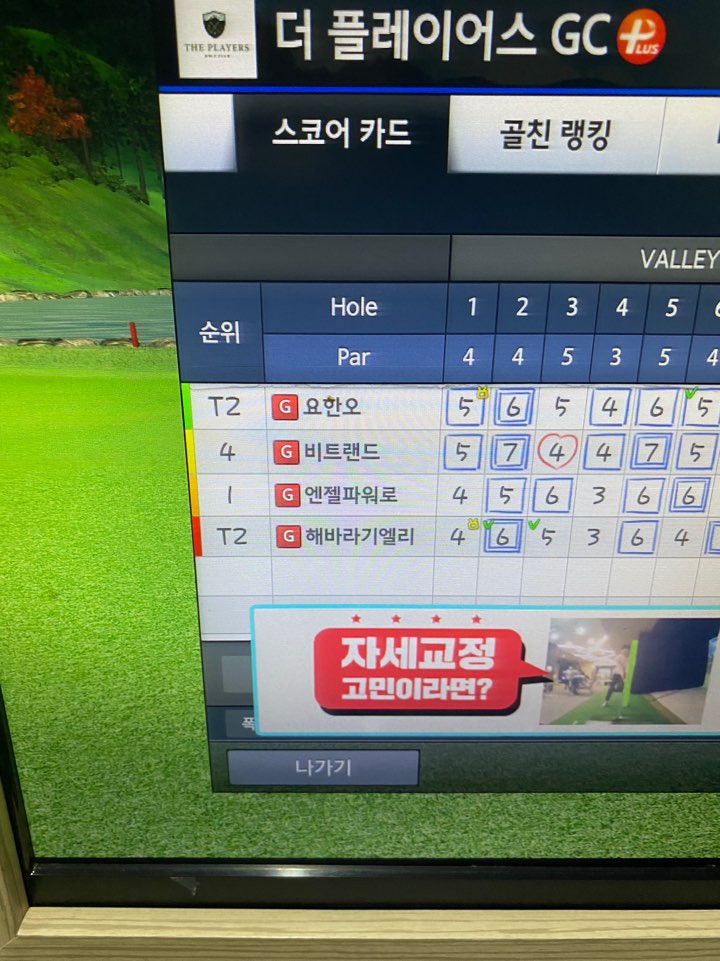 THE PLAYERS
GOLF CLUB
더 플레이어스 GC PLUS
스코어 카드 골친 랭킹
VALLEY
순위 Hole 1 2 3 4 5
Par 4 4 5 3 5 4
T2 G 요한오 5 6 5 4 6 5
4 G 비트랜드 5 7 4 4 7 5
1 G 엔젤파워로 4 5 6 3 6 6
T2 G 해바라기엘리 4 6 5 3 6 4
자세교정
고민이라면?
나가기